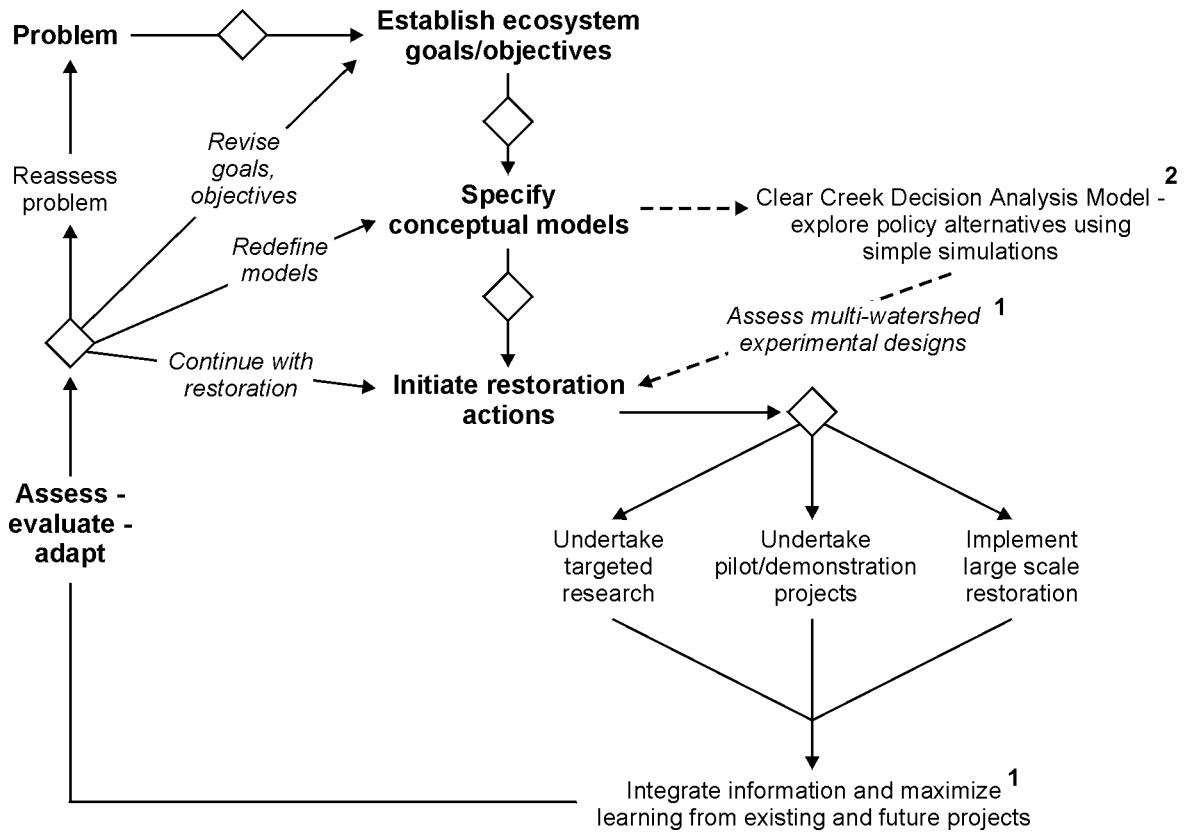 Problem
Establish ecosystem
goals/objectives
Revise
goals,
objectives
Reassess
problem
Specify
conceptual models
2
Clear Creek Decision Analysis Model -
explore policy alternatives using
simple simulations
Redefine
models
Assess multi-watershed 1
experimental designs
Continue with
restoration
Initiate restoration
actions
Assess -
evaluate -
adapt
Undertake
targeted
research
Undertake
pilot/demonstration
projects
Implement
large scale
restoration
Integrate information and maximize 1
learning from existing and future projects